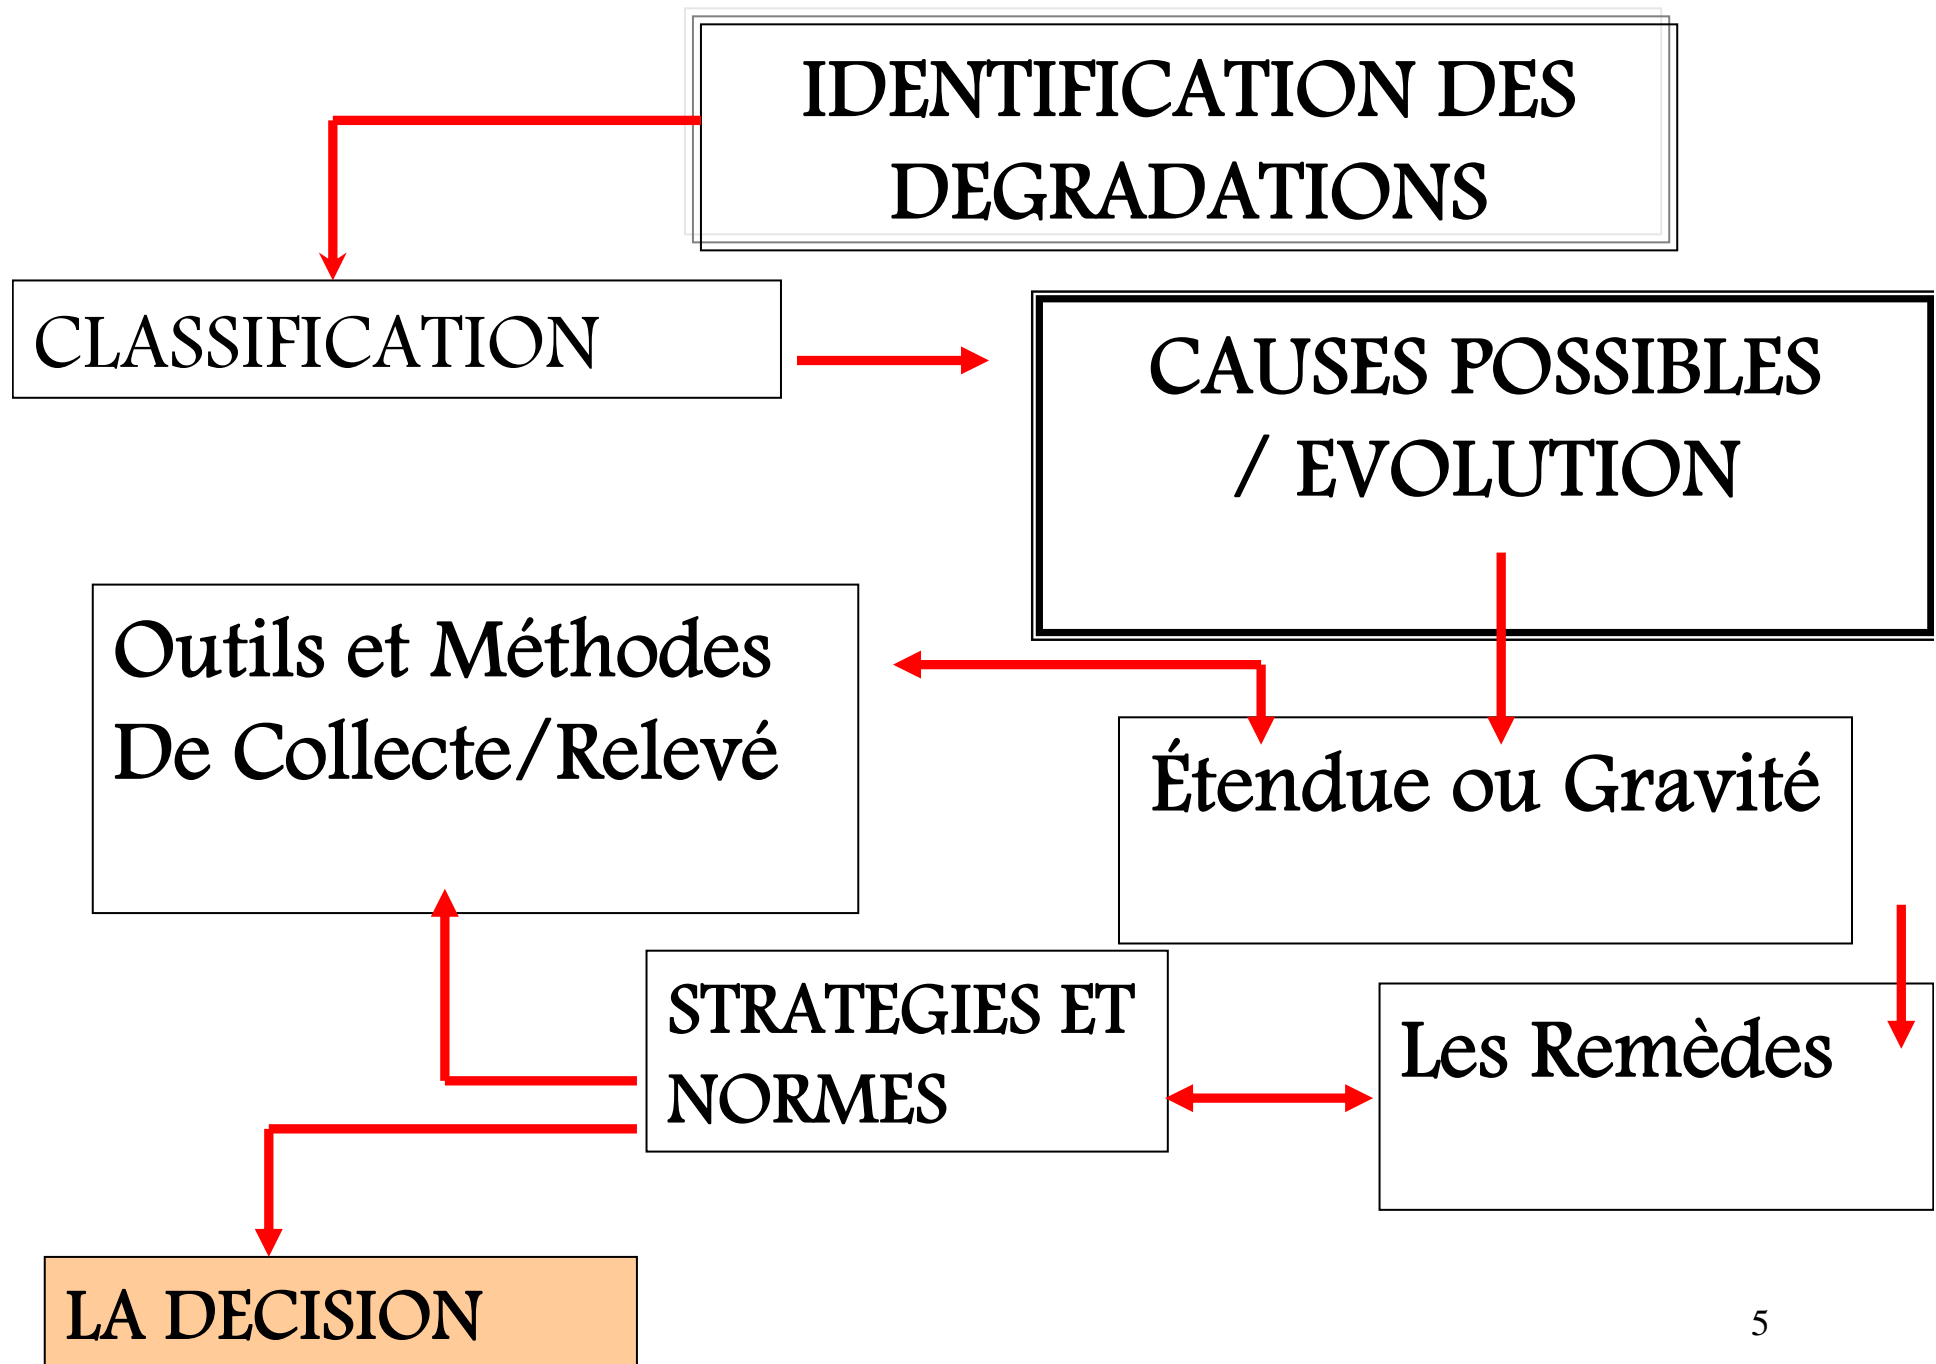 IDENTIFICATION DES
DEGRADATIONS
CLASSIFICATION
CAUSES POSSIBLES
/ EVOLUTION
Outils et Méthodes
De Collecte/Relevé
Étendue ou Gravité
STRATEGIES ET
NORMES
Les Remèdes
LA DECISION
5